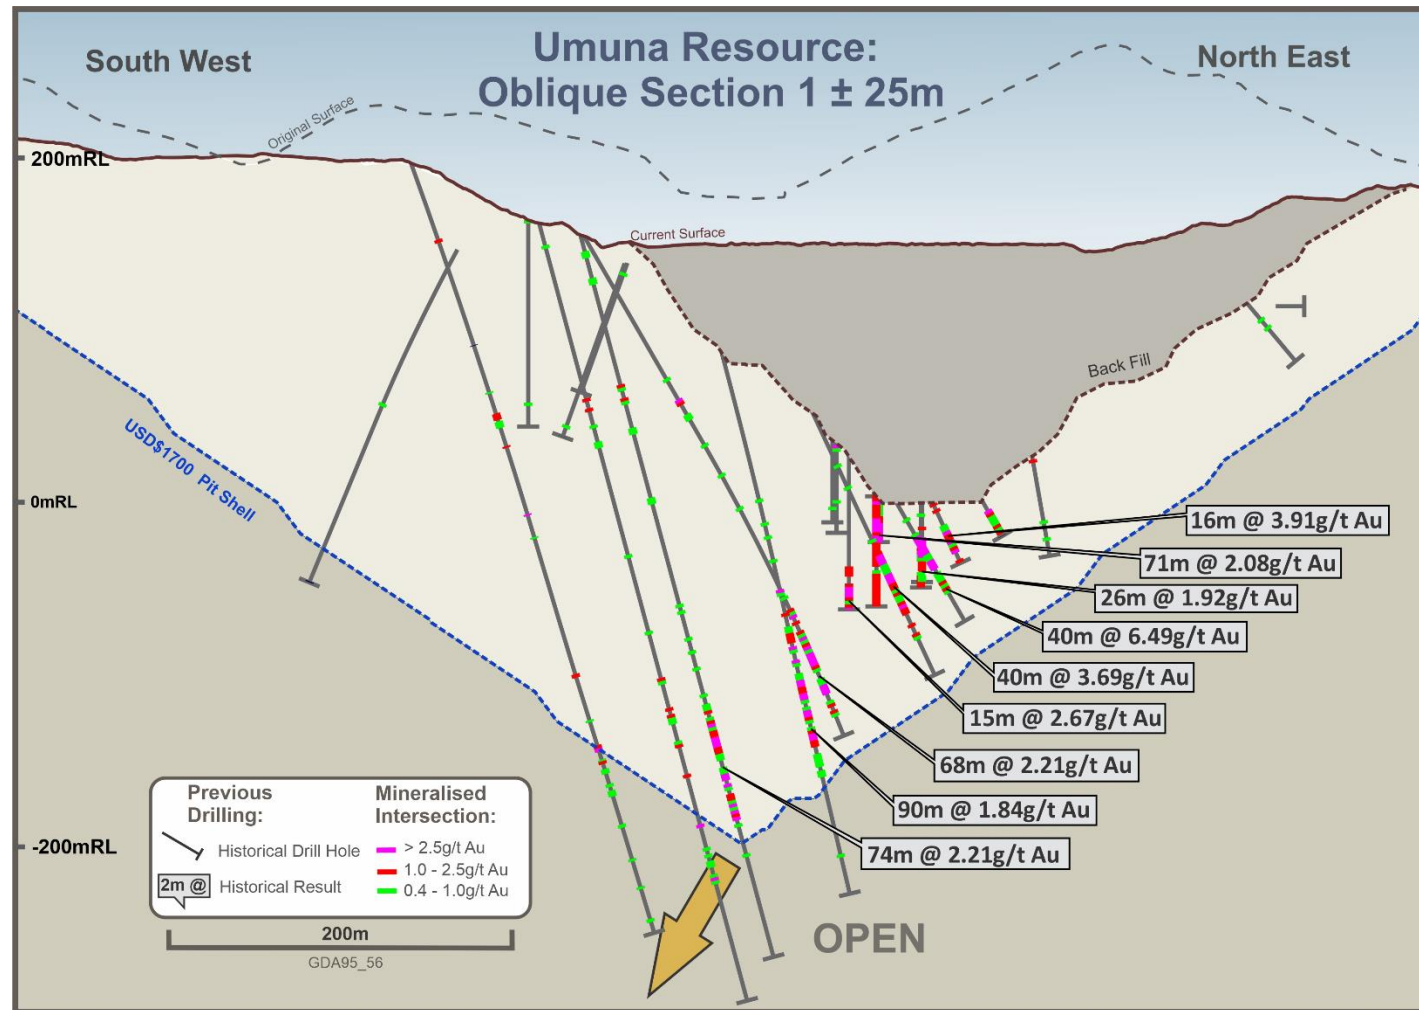 Umuna Resource:
Oblique Section 1 ± 25m
South West
North East
Original Surface
200mRL
Current Surface
Back Fill
USD$1700 Pit Shell
0mRL
16m @ 3.91g/t Au
71m @ 2.08g/t Au
26m @ 1.92g/t Au
40m @ 6.49g/t Au
40m @ 3.69g/t Au
15m @ 2.67g/t Au
68m @ 2.21g/t Au
90m @ 1.84g/t Au
74m @ 2.21g/t Au
-200mRL
Previous
Drilling:
Historical Drill Hole
2m @
Historical Result
Mineralised
Intersection:
> 2.5g/t Au
1.0 - 2.5g/t Au
0.4 - 1.0g/t Au
200m
GDA95_56
OPEN